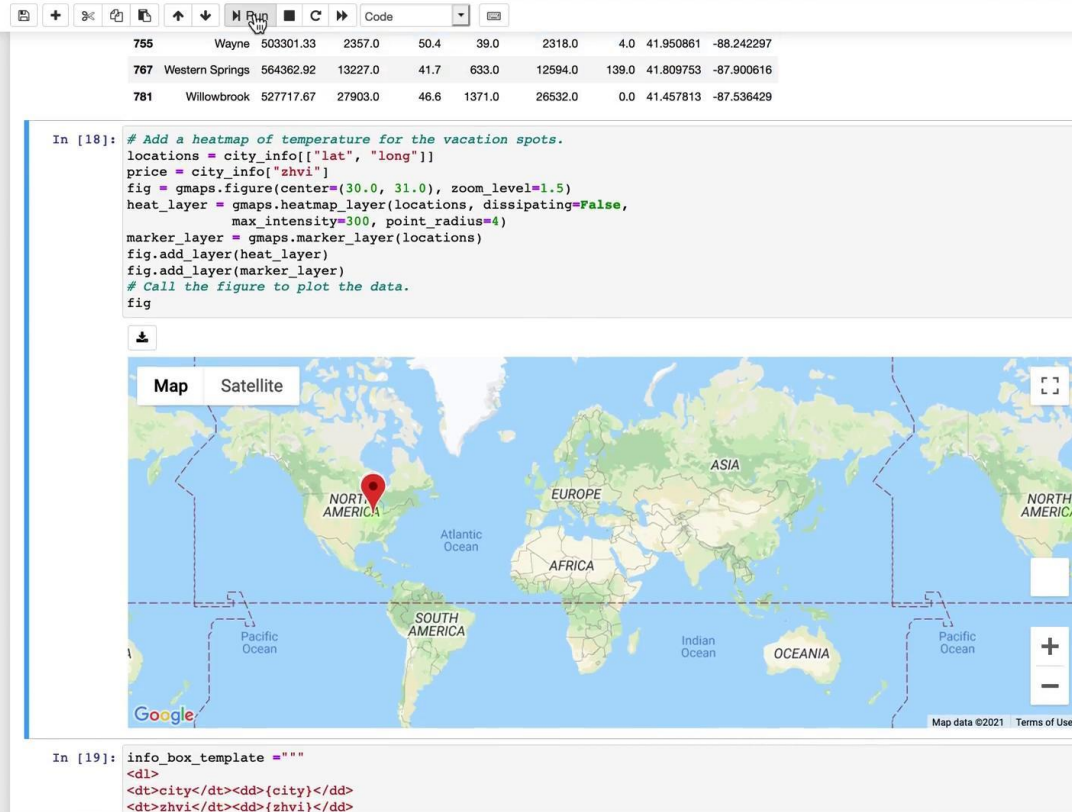 Run Code
755 Wayne 503301.33 2357.0 50.4 39.0 2318.0 4.0 41.950861 -88.242297
767 Western Springs 564362.92 13227.0 41.7 633.0 12594.0 139.0 41.809753 -87.900616
781 Willowbrook 527717.67 27903.0 46.6 1371.0 26532.0 0.0 41.457813 -87.536429
In [18]: # Add a heatmap of temperature for the vacation spots.
locations = city_info[["lat", "long"]]
price = city_info["zhvi"]
fig = gmaps.figure(center=(30.0, 31.0), zoom_level=1.5)
heat_layer = gmaps.heatmap_layer(locations, dissipating=False,
max_intensity=300, point_radius=4)
marker_layer = gmaps.marker_layer(locations)
fig.add_layer(heat_layer)
fig.add_layer(marker_layer)
# Call the figure to plot the data.
fig
Map Satellite
ASIA
NORTH
AMERICA
EUROPE
NORTH
AMERICA
Atlantic
Ocean
AFRICA
SOUTH
AMERICA
Pacific
Ocean
Indian
Ocean
OCEANIA
Pacific
Ocean
A
Google
Map data ©2021 Terms of Use
In [19]: info_box_template ="""
<dl>
<dt>city</dt><dd>{city}</dd>
<dt>zhvi</dt><dd>{zhvi}</dd>